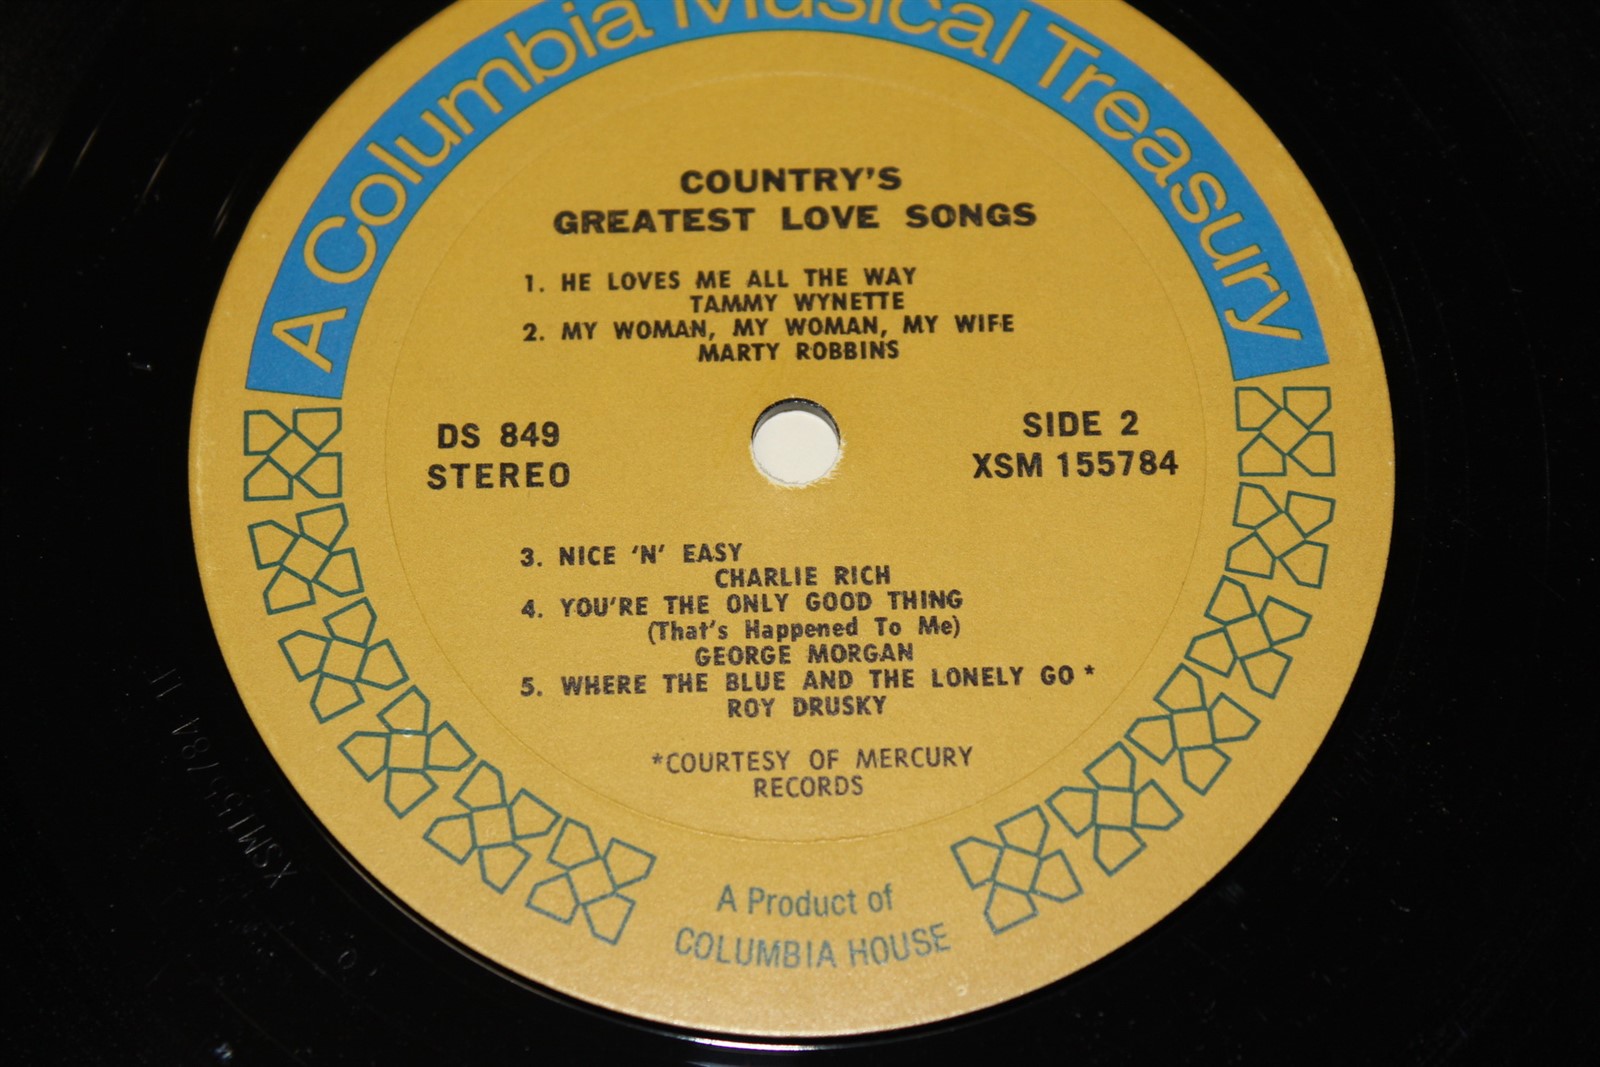 A Columbia Musical Treasury
COUNTRY'S
GREATEST LOVE SONGS
1. HE LOVES ME ALL THE WAY
TAMMY WYNETTE
2. MY WOMAN, MY WOMAN, MY WIFE
MARTY ROBBINS
DS 849
STEREO
SIDE 2
XSM 155784
3. NICE 'N' EASY
CHARLIE RICH
4. YOU'RE THE ONLY GOOD THING
(That's Happened To Me)
GEORGE MORGAN
5. WHERE THE BLUE AND THE LONELY GO *
ROY DRUSKY
*COURTESY OF MERCURY
RECORDS
A Product of
COLUMBIA HOUSE
XSM155784